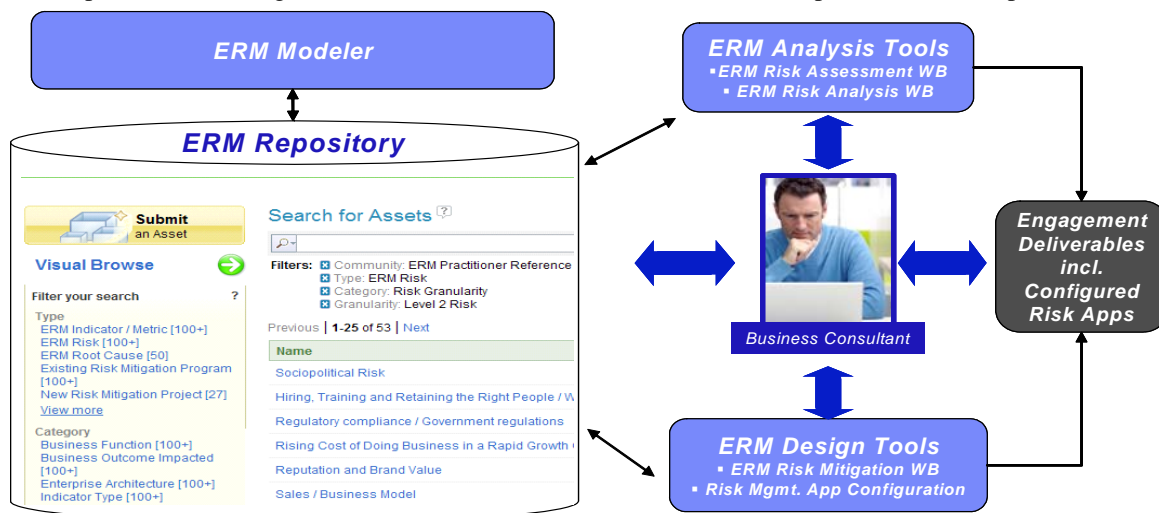 ERM Modeler
ERM Repository
Submit
an Asset
Visual Browse
Filter your search ?
Type
ERM Indicator / Metric [100+]
ERM Risk [100+]
ERM Root Cause [50]
Existing Risk Mitigation Program
[100+]
New Risk Mitigation Project [27]
View more
Category
Business Function [100+]
Business Outcome Impacted
[100+]
Enterprise Architecture [100+]
Indicator Type [100+]
Search for Assets ?
Filters: Community: ERM Practitioner Reference
Type: ERM Risk
Category: Risk Granularity
Granularity: Level 2 Risk
Previous | 1-25 of 53 | Next
Name
Sociopolitical Risk
Hiring, Training and Retaining the Right People / W
Regulatory compliance / Government regulations
Rising Cost of Doing Business in a Rapid Growth
Reputation and Brand Value
Sales / Business Model
ERM Analysis Tools
▪ ERM Risk Assessment WB
▪ ERM Risk Analysis WB
Business Consultant
ERM Design Tools
▪ ERM Risk Mitigation WB
▪ Risk Mgmt. App Configuration
Engagement
Deliverables
incl.
Configured
Risk Apps